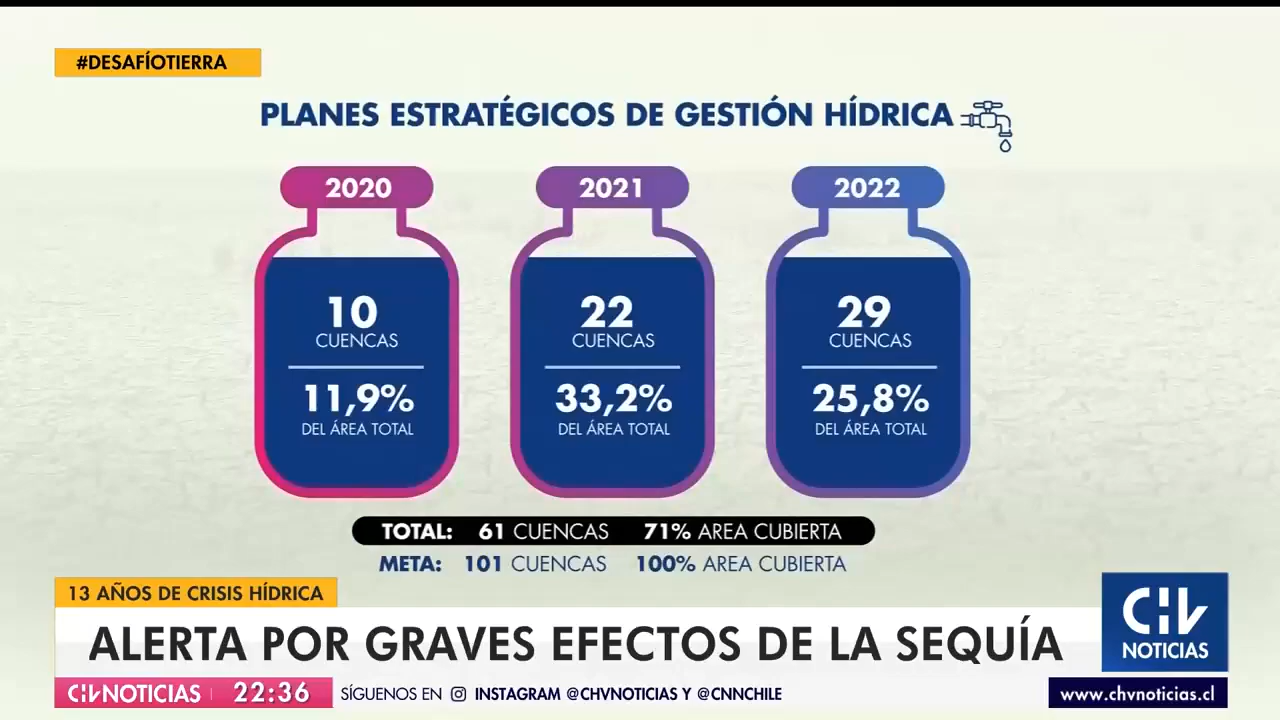 #DESAFÍOTIERRA
PLANES ESTRATÉGICOS DE GESTIÓN HÍDRICA
2020
10
CUENCAS
11,9%
DEL ÁREA TOTAL
2021
22
CUENCAS
33,2%
DEL ÁREA TOTAL
2022
29
CUENCAS
25,8%
DEL ÁREA TOTAL
TOTAL: 61 CUENCAS 71% AREA CUBIERTA
META: 101 CUENCAS 100% AREA CUBIERTA
13 AÑOS DE CRISIS HÍDRICA
ALERTA POR GRAVES EFECTOS DE LA SEQUÍA
CHV
NOTICIAS
CHV NOTICIAS 22:36 SÍGUENOS EN INSTAGRAM @CHVNOTICIAS Y @CNNCHILE
www.chvnoticias.cl